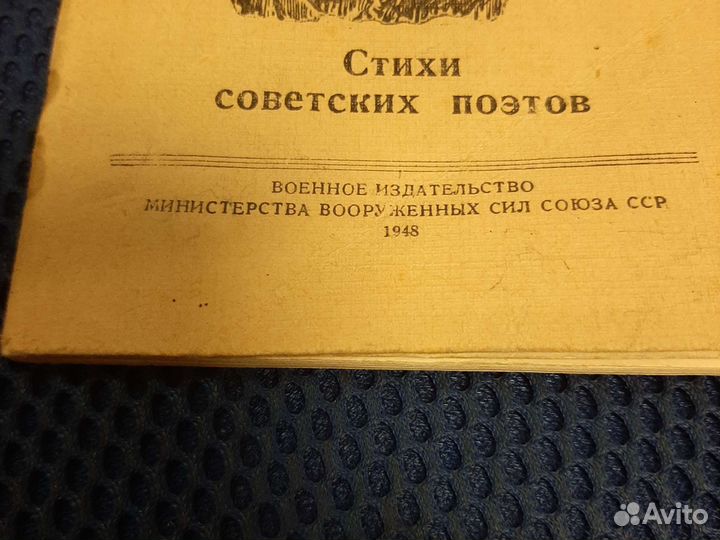 Стихи
советских поэтов
ВОЕННОЕ ИЗДАТЕЛЬСТВО
МИНИСТЕРСТВА ВООРУЖЕННЫХ СИЛ СОЮЗА ССР
1948
Avito